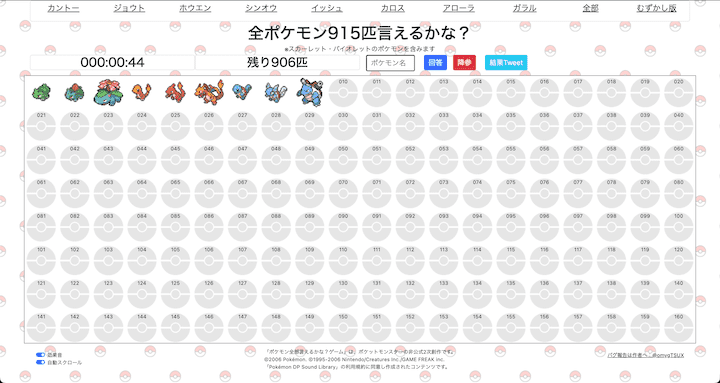 カントー ジョウト ホウエン シンオウ イッシュ カロス アローラ ガラル 全部 むずかし版
全ポケモン915匹言えるかな？
※スカーレット・バイオレットのポケモンを含みます
000:00:44 残り906匹 ポケモン名 回答 降参 結果Tweet
010 011 012 013 014 015 016 017 018 019 020
021 022 023 024 025 026 027 028 029 030 031 032 033 034 035 036 037 038 039 040
041 042 043 044 045 046 047 048 049 050 051 052 053 054 055 056 057 058 059 060
061 062 063 064 065 066 067 068 069 070 071 072 073 074 075 076 077 078 079 080
081 082 083 084 085 086 087 088 089 090 091 092 093 094 095 096 097 098 099 100
101 102 103 104 105 106 107 108 109 110 111 112 113 114 115 116 117 118 119 120
121 122 123 124 125 126 127 128 129 130 131 132 133 134 135 136 137 138 139 140
141 142 143 144 145 146 147 148 149 150 151 152 153 154 155 156 157 158 159 160
効果音
自動スクロール
「ポケモン全部言えるかな？ゲーム」は、ポケットモンスターの非公式2次創作です。
©2006 Pokémon. ©1995-2006 Nintendo/Creatures Inc./GAME FREAK Inc.
「Pokémon DP Sound Library」の利用規約に同意し作成されたコンテンツです。
バグ報告は作者へ：@omygTSUX